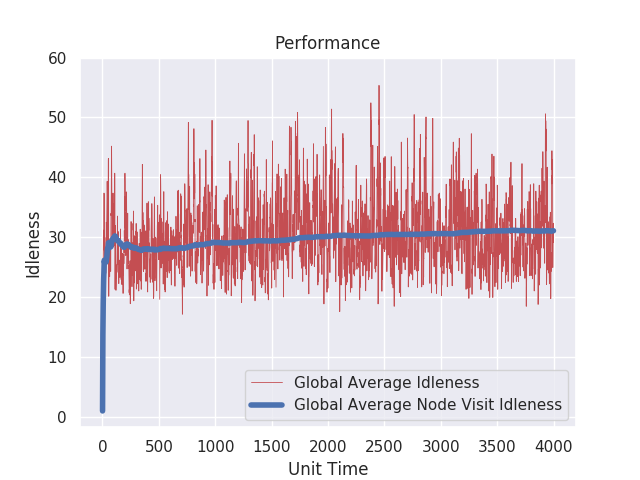 Performance
60
50
40
30
20
10
0
Idleness
0 500 1000 1500 2000 2500 3000 3500 4000
Unit Time
Global Average Idleness
Global Average Node Visit Idleness